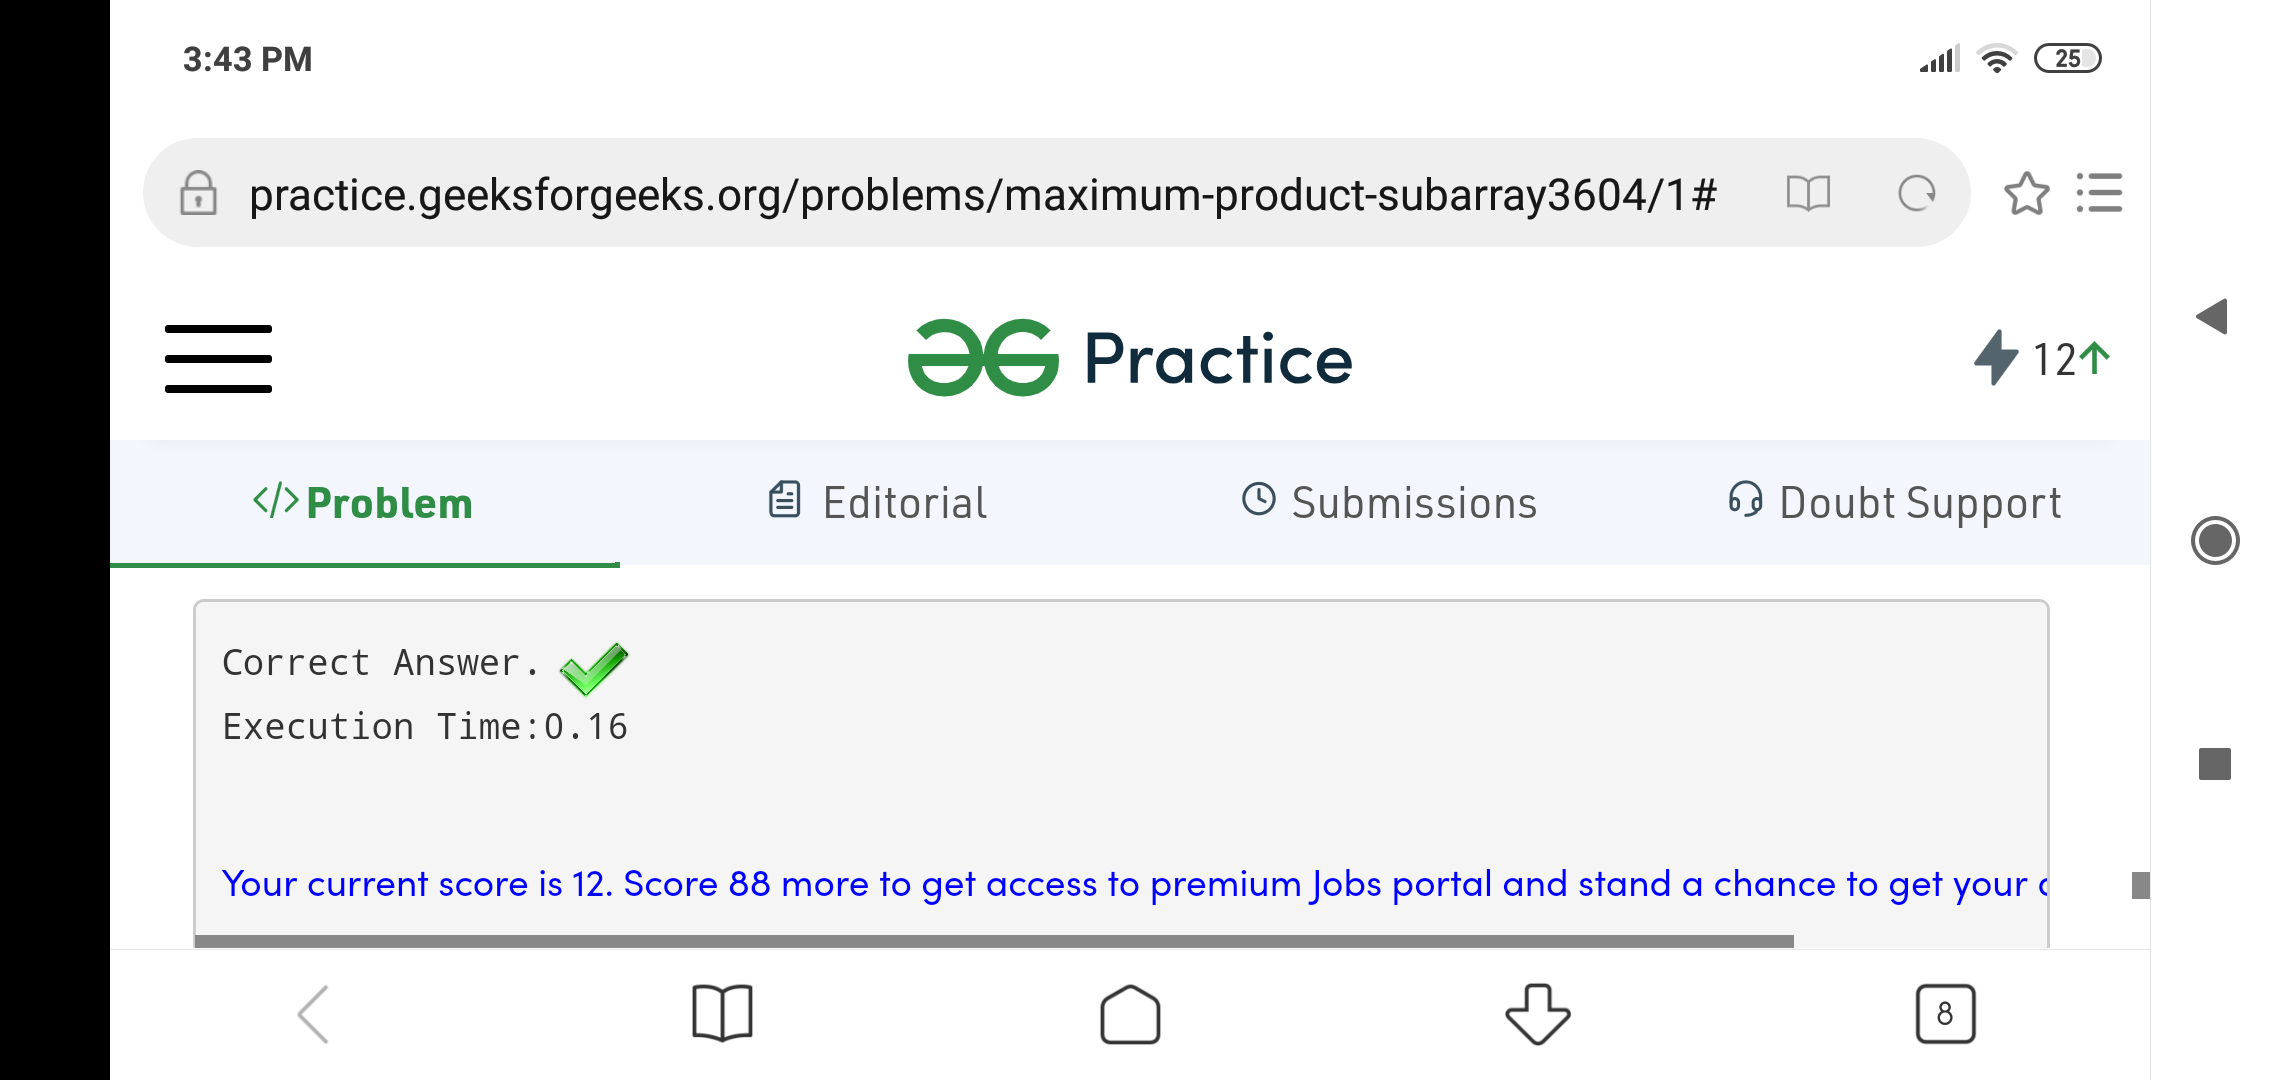 3:43 PM
25
practice.geeksforgeeks.org/problems/maximum-product-subarray3604/1#
Practice
12
</>Problem
Editorial
Submissions
Doubt Support
Correct Answer.
Execution Time:0.16
Your current score is 12. Score 88 more to get access to premium Jobs portal and stand a chance to get your
8